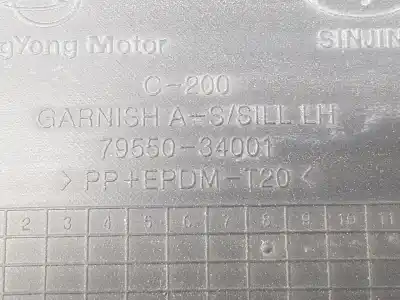 gYong Motor
SINJIN
C-200
GARNISH A-S/SILL LH
79550-34001
> PP+EPDM-T20 <
2 3 4 5 6 7 8 9 10 11